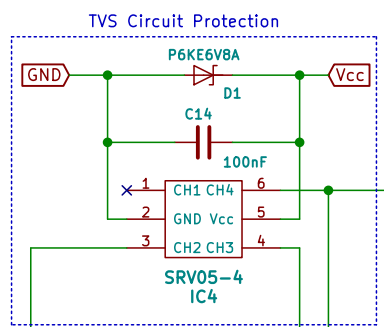 TVS Circuit Protection
P6KE6V8A
GND
Vcc
D1
C14
100nF
1 CH1 CH4 6
2 GND Vcc 5
3 CH2 CH3 4
SRV05-4
IC4